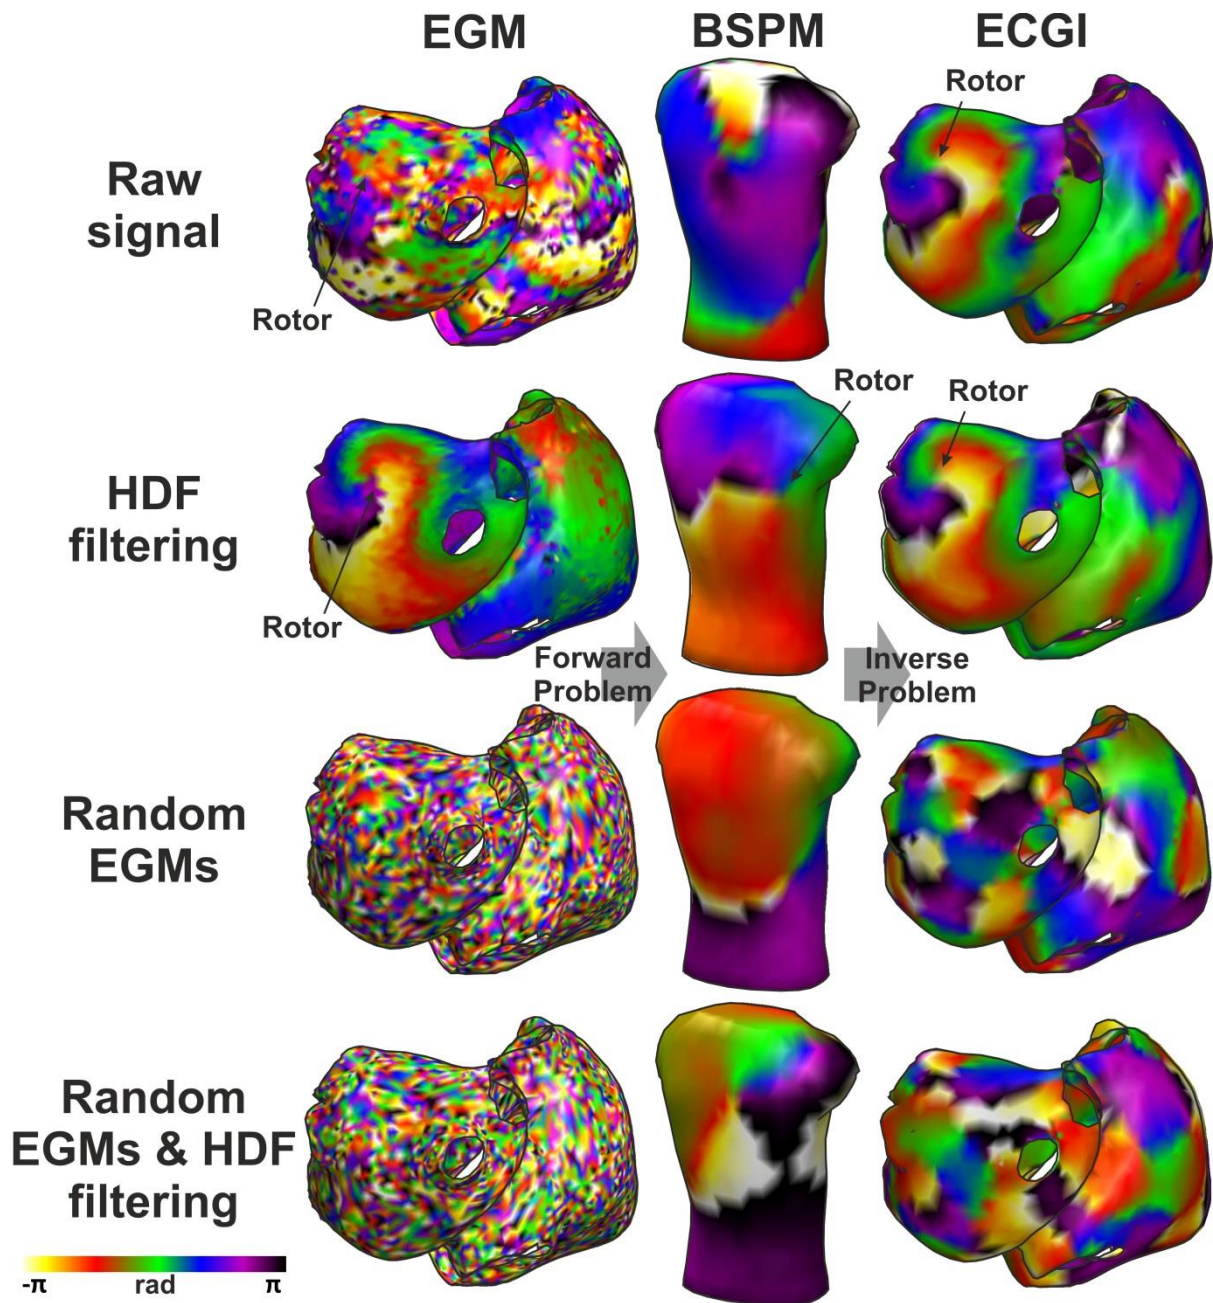 EGM
BSPM
ECGI
Raw
signal
Rotor
Rotor
HDF
filtering
Rotor
Rotor
Rotor
Forward
Problem
Inverse
Problem
Random
EGMs
Random
EGMs & HDF
filtering
-π rad π